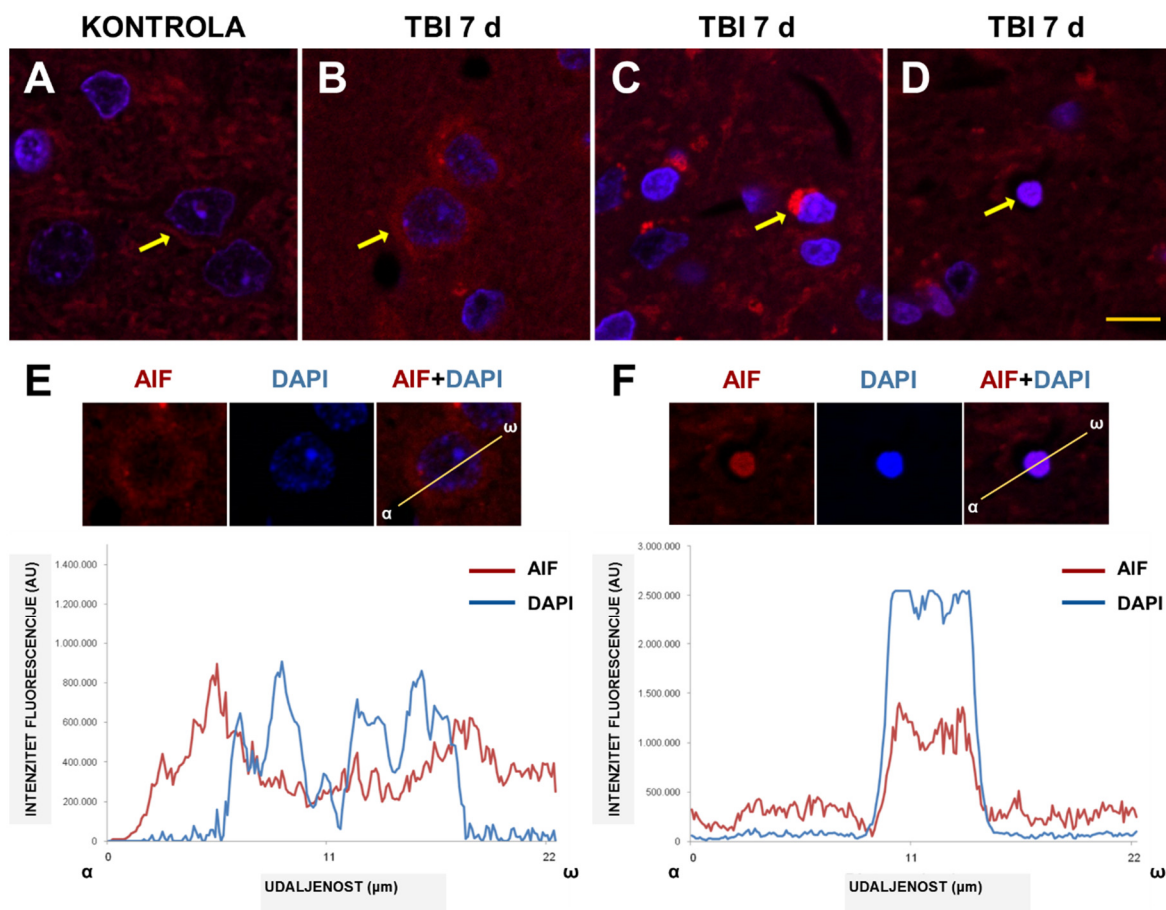 KONTROLA TBI 7 d TBI 7 d TBI 7 d
A B C D
E AIF DAPI AIF+DAPI
ω
α
INTENZITET FLUORESCENCIJE (AU)
1.400.000
1.200.000
1.000.000
800.000
600.000
400.000
200.000
0
AIF
DAPI
0 11 22
α ω
UDALJENOST (µm)
F AIF DAPI AIF+DAPI
ω
α
INTENZITET FLUORESCENCIJE (AU)
3.000.000
2.500.000
2.000.000
1.500.000
1.000.000
500.000
0
AIF
DAPI
0 11 22
α ω
UDALJENOST (µm)